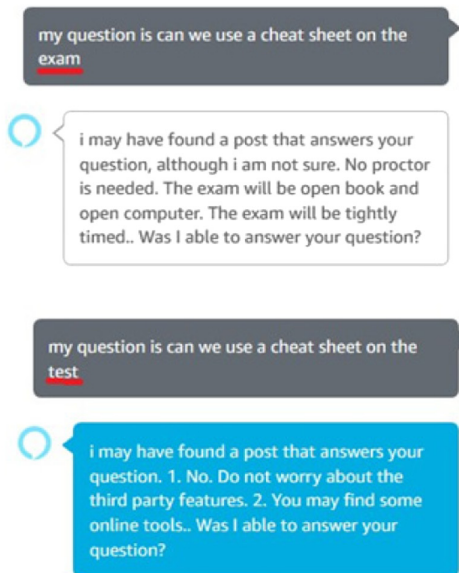 my question is can we use a cheat sheet on the
exam
i may have found a post that answers your
question, although i am not sure. No proctor
is needed. The exam will be open book and
open computer. The exam will be tightly
timed.. Was I able to answer your question?
my question is can we use a cheat sheet on the
test
i may have found a post that answers your
question. 1. No. Do not worry about the
third party features. 2. You may find some
online tools.. Was I able to answer your
question?